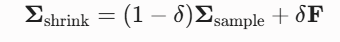 Σ_shrink = (1 − δ)Σ_sample + δF